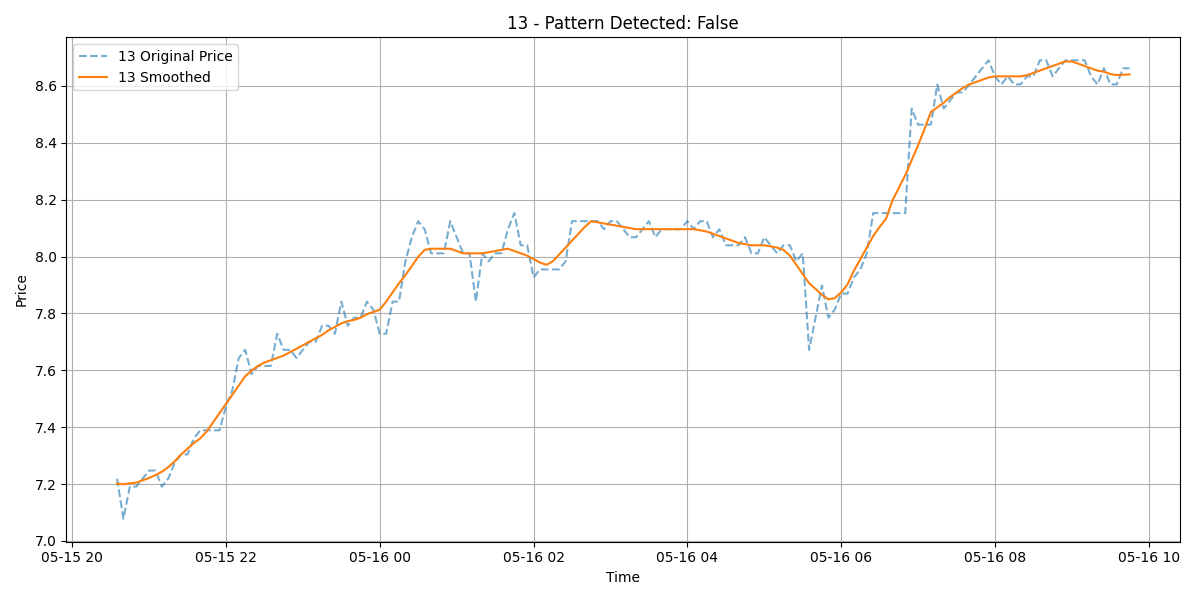 13 - Pattern Detected: False
13 Original Price
13 Smoothed
Price
8.6
8.4
8.2
8.0
7.8
7.6
7.4
7.2
7.0
05-15 20 05-15 22 05-16 00 05-16 02 05-16 04 05-16 06 05-16 08 05-16 10
Time